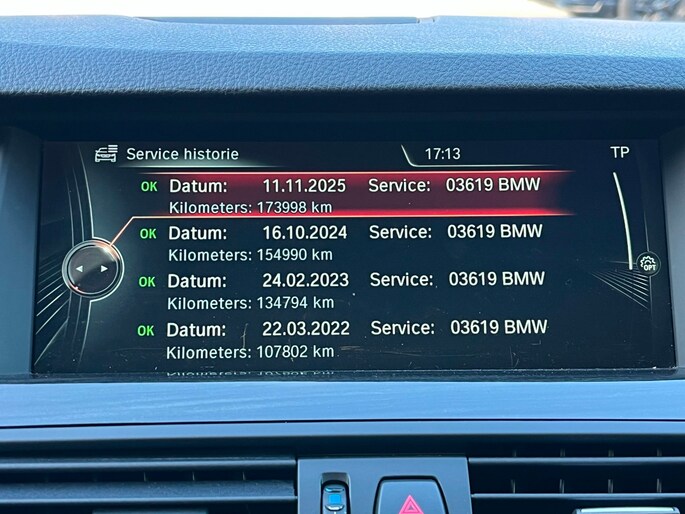 Service historie 17:13 TP
OK Datum: 11.11.2025 Service: 03619 BMW
Kilometers: 173998 km
OK Datum: 16.10.2024 Service: 03619 BMW
Kilometers: 154990 km
OK Datum: 24.02.2023 Service: 03619 BMW
Kilometers: 134794 km
OK Datum: 22.03.2022 Service: 03619 BMW
Kilometers: 107802 km
OPT